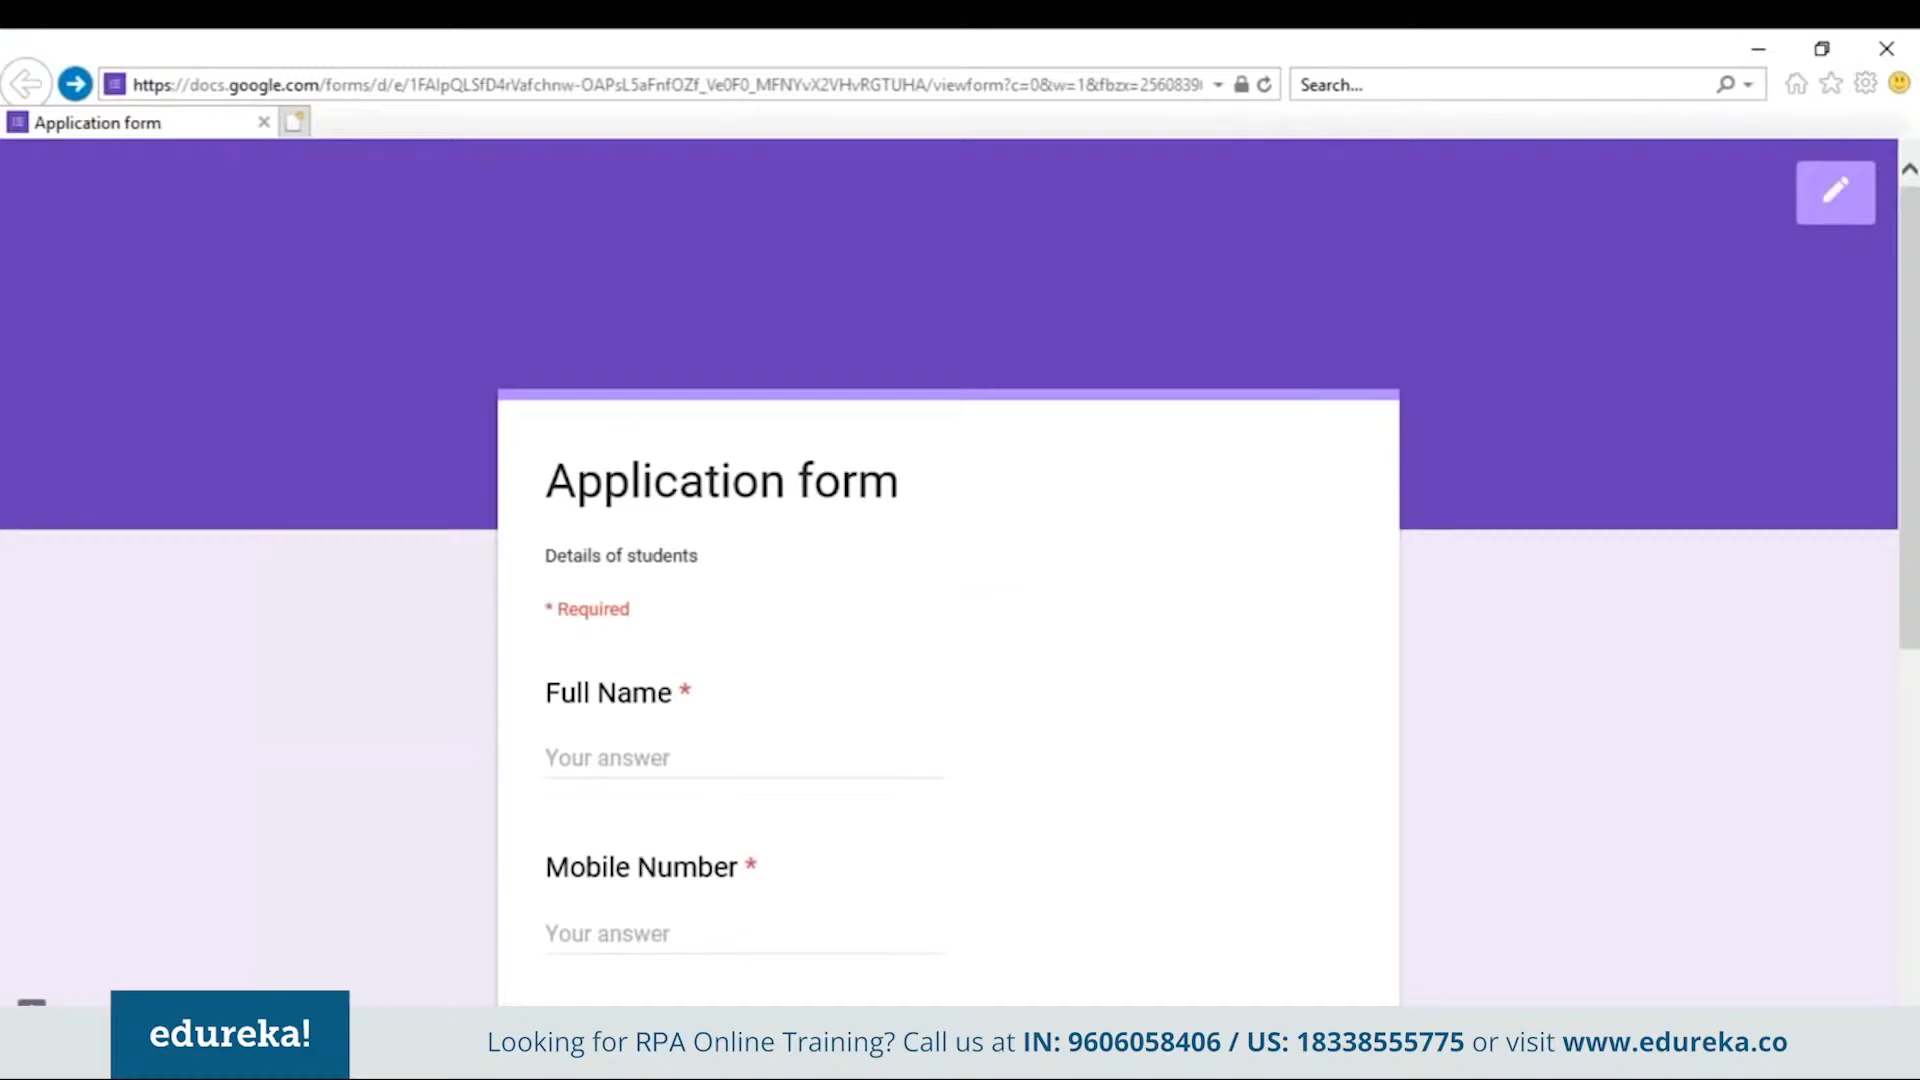 https://docs.google.com/forms/d/e/1FAIpQLSfD4rVafchnw-OAPsL5aFnfOZf_Ve0F0_MFNYvX2VHvRGTUHA/viewform?c=0&w=1&fbzx=2560839
Search...
Application form
Application form
Details of students
* Required
Full Name *
Your answer
Mobile Number *
Your answer
edureka!
Looking for RPA Online Training? Call us at IN: 9606058406 / US: 18338555775 or visit www.edureka.co